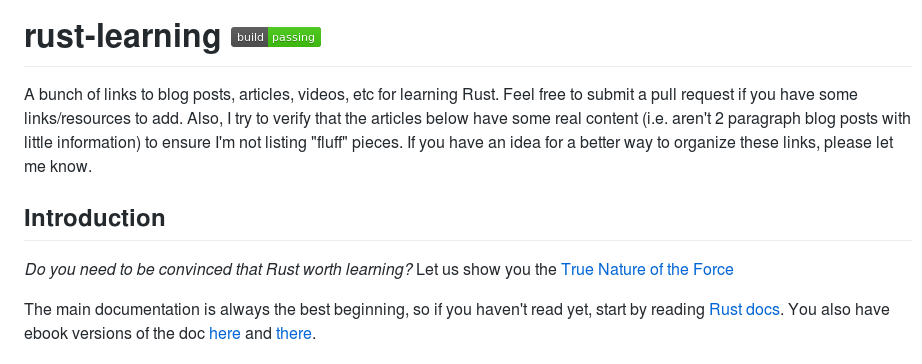 rust-learning build passing
A bunch of links to blog posts, articles, videos, etc for learning Rust. Feel free to submit a pull request if you have some
links/resources to add. Also, I try to verify that the articles below have some real content (i.e. aren't 2 paragraph blog posts with
little information) to ensure I'm not listing "fluff" pieces. If you have an idea for a better way to organize these links, please let
me know.
Introduction
Do you need to be convinced that Rust worth learning? Let us show you the True Nature of the Force
The main documentation is always the best beginning, so if you haven't read yet, start by reading Rust docs. You also have
ebook versions of the doc here and there.